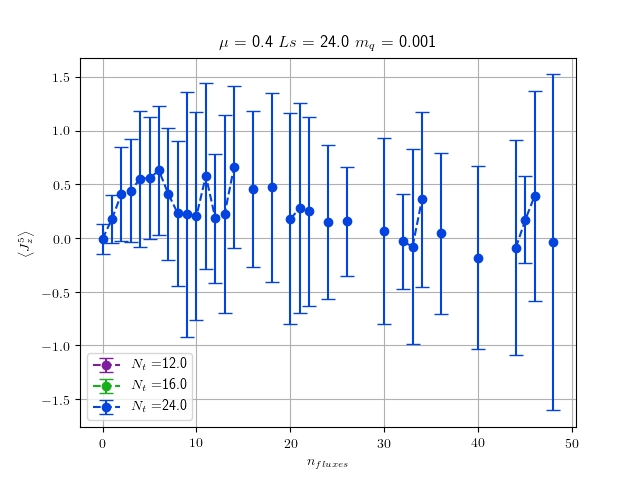 μ = 0.4 Ls = 24.0 m_q = 0.001
⟨J_z^5⟩
1.5
1.0
0.5
0.0
−0.5
−1.0
−1.5
N_t =12.0
N_t =16.0
N_t =24.0
0 10 20 30 40 50
n_fluxes